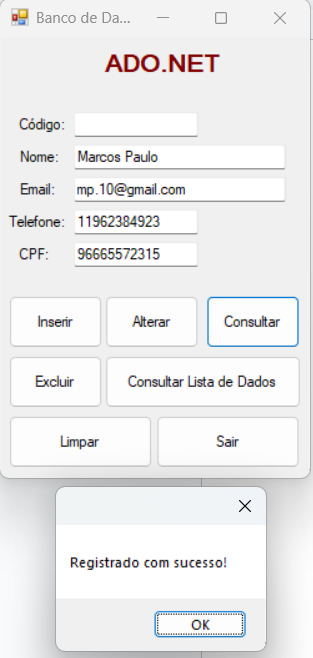 Banco de Da...
ADO.NET
Código:
Nome: Marcos Paulo
Email: mp.10@gmail.com
Telefone: 11962384923
CPF: 96665572315
Inserir Alterar Consultar
Excluir Consultar Lista de Dados
Limpar Sair
Registrado com sucesso!
OK